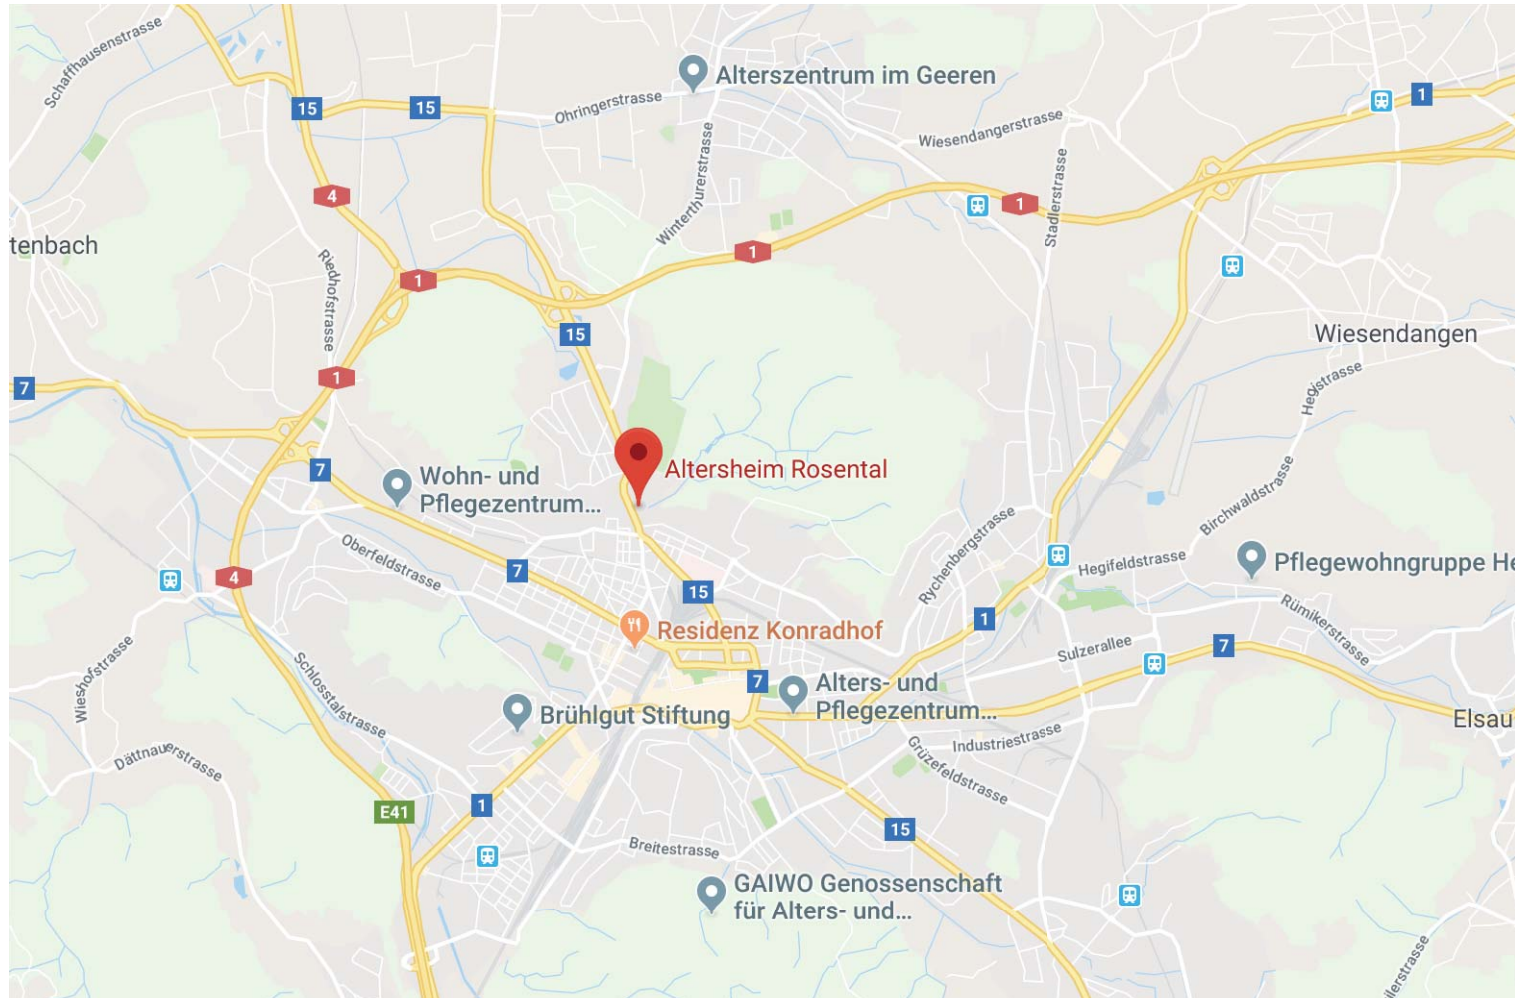 Schaffhausenstrasse
Alterszentrum im Geeren
15
15
Ohringerstrasse
1
Wiesendangerstrasse
4
Winterthurerstrasse
Stadlerstrasse
1
tenbach
Riedhofstrasse
1
1
15
Wiesendangen
1
7
Hegistrasse
7
Wohn- und
Pflegezentrum...
Altersheim Rosental
Birchwaldstrasse
Oberfeldstrasse
7
Rychenbergstrasse
Hegifeldstrasse
Pflegewohngruppe He
4
15
Rümikerstrasse
Residenz Konradhof
1
Sulzerallee
7
Wieshofstrasse
Schlosstalstrasse
7
Alters- und
Pflegezentrum...
Brühlgut Stiftung
Elsau
Industriestrasse
Dättnauerstrasse
Grüzefeldstrasse
E41
1
15
Breitestrasse
GAIWO Genossenschaft
für Alters- und...
ilerstrasse